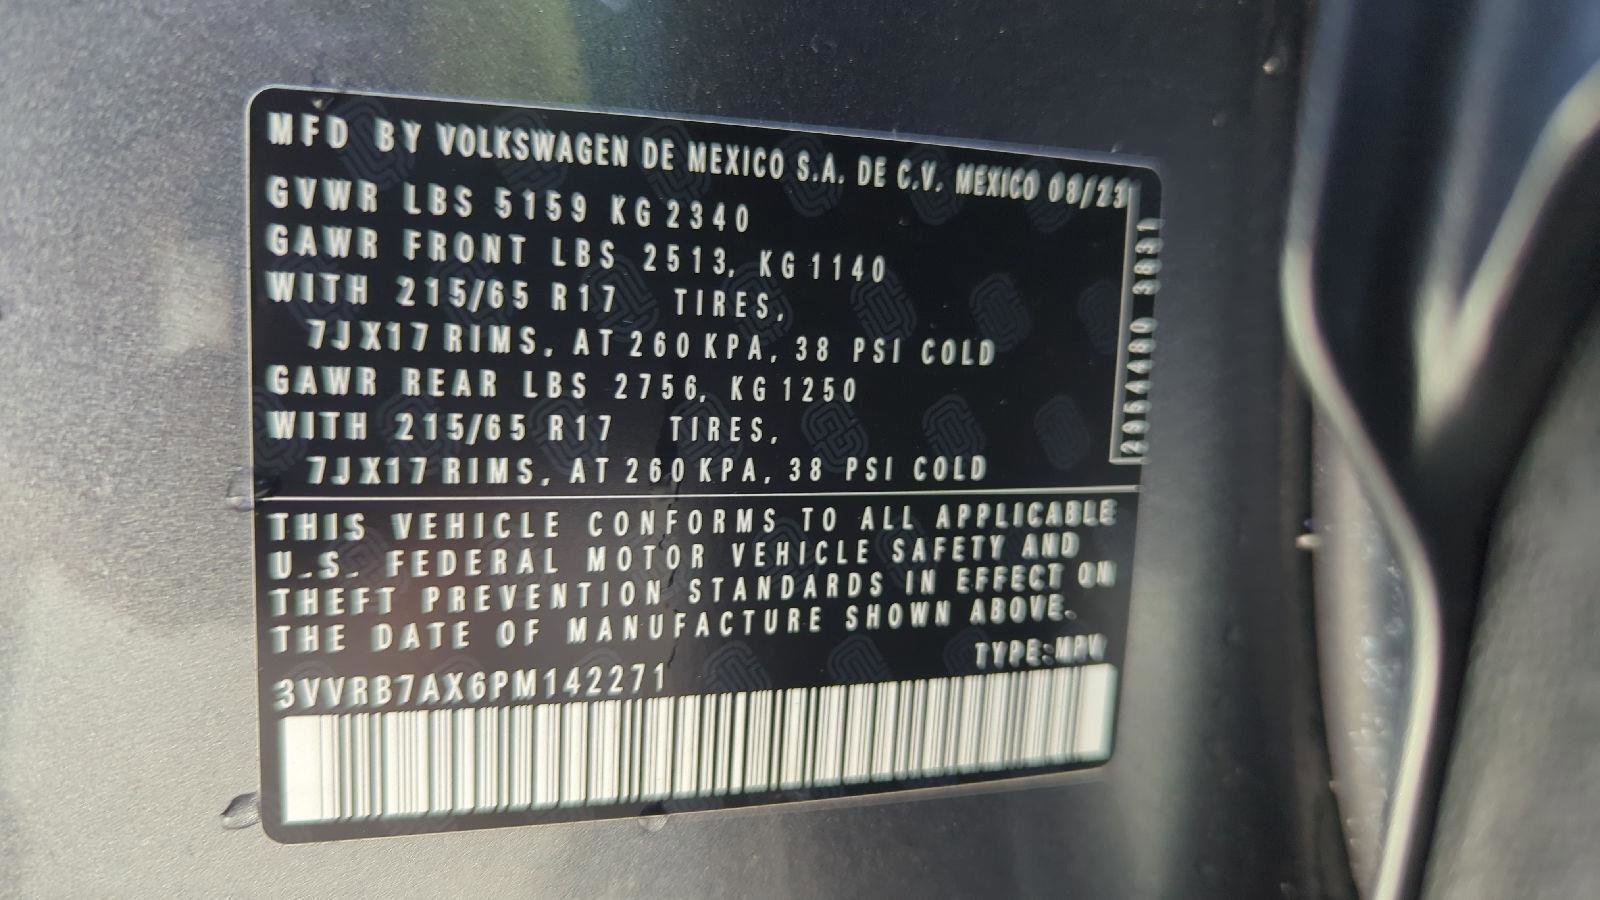 MFD BY VOLKSWAGEN DE MEXICO S.A. DE C.V. MEXICO 08/23
GVWR LBS 5159 KG 2340
GAWR FRONT LBS 2513, KG 1140
WITH 215/65 R17 TIRES,
7JX17 RIMS, AT 260 KPA, 38 PSI COLD
GAWR REAR LBS 2756, KG 1250
WITH 215/65 R17 TIRES,
7JX17 RIMS, AT 260 KPA, 38 PSI COLD
THIS VEHICLE CONFORMS TO ALL APPLICABLE
U.S. FEDERAL MOTOR VEHICLE SAFETY AND
THEFT PREVENTION STANDARDS IN EFFECT ON
THE DATE OF MANUFACTURE SHOWN ABOVE.
TYPE:MPV
3VVRB7AX6PM142271